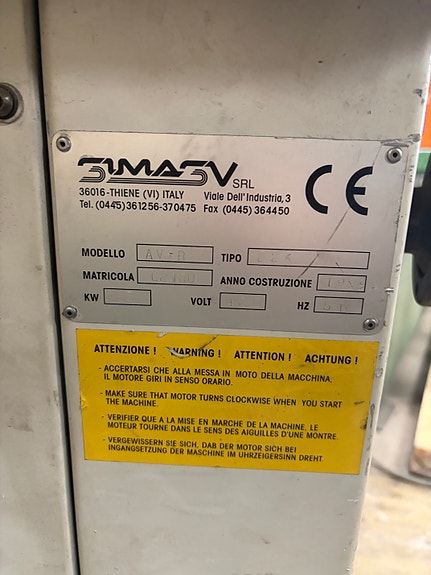 SIMASV SRL
36016-THIENE (VI) ITALY Viale Dell'Industria, 3
Tel. (0445) 361256-370475 Fax (0445) 364450
CE
MODELLO AV-B TIPO
MATRICOLA ANNO COSTRUZIONE
KW VOLT HZ
ATTENZIONE ! WARNING ! ATTENTION ! ACHTUNG !
- ACCERTARSI CHE ALLA MESSA IN MOTO DELLA MACCHINA,
IL MOTORE GIRI IN SENSO ORARIO.
- MAKE SURE THAT MOTOR TURNS CLOCKWISE WHEN YOU START
THE MACHINE.
- VERIFIER QUE A LA MISE EN MARCHE DE LA MACHINE, LE
MOTEUR TOURNE DANS LE SENS DES AIGUILLES D'UNE MONTRE.
- VERGEWISSERN SIE SICH, DAB DER MOTOR SICH BEI
INGANGSETZUNG DER MASCHINE IM UHRZEIGERSINN DREHT.